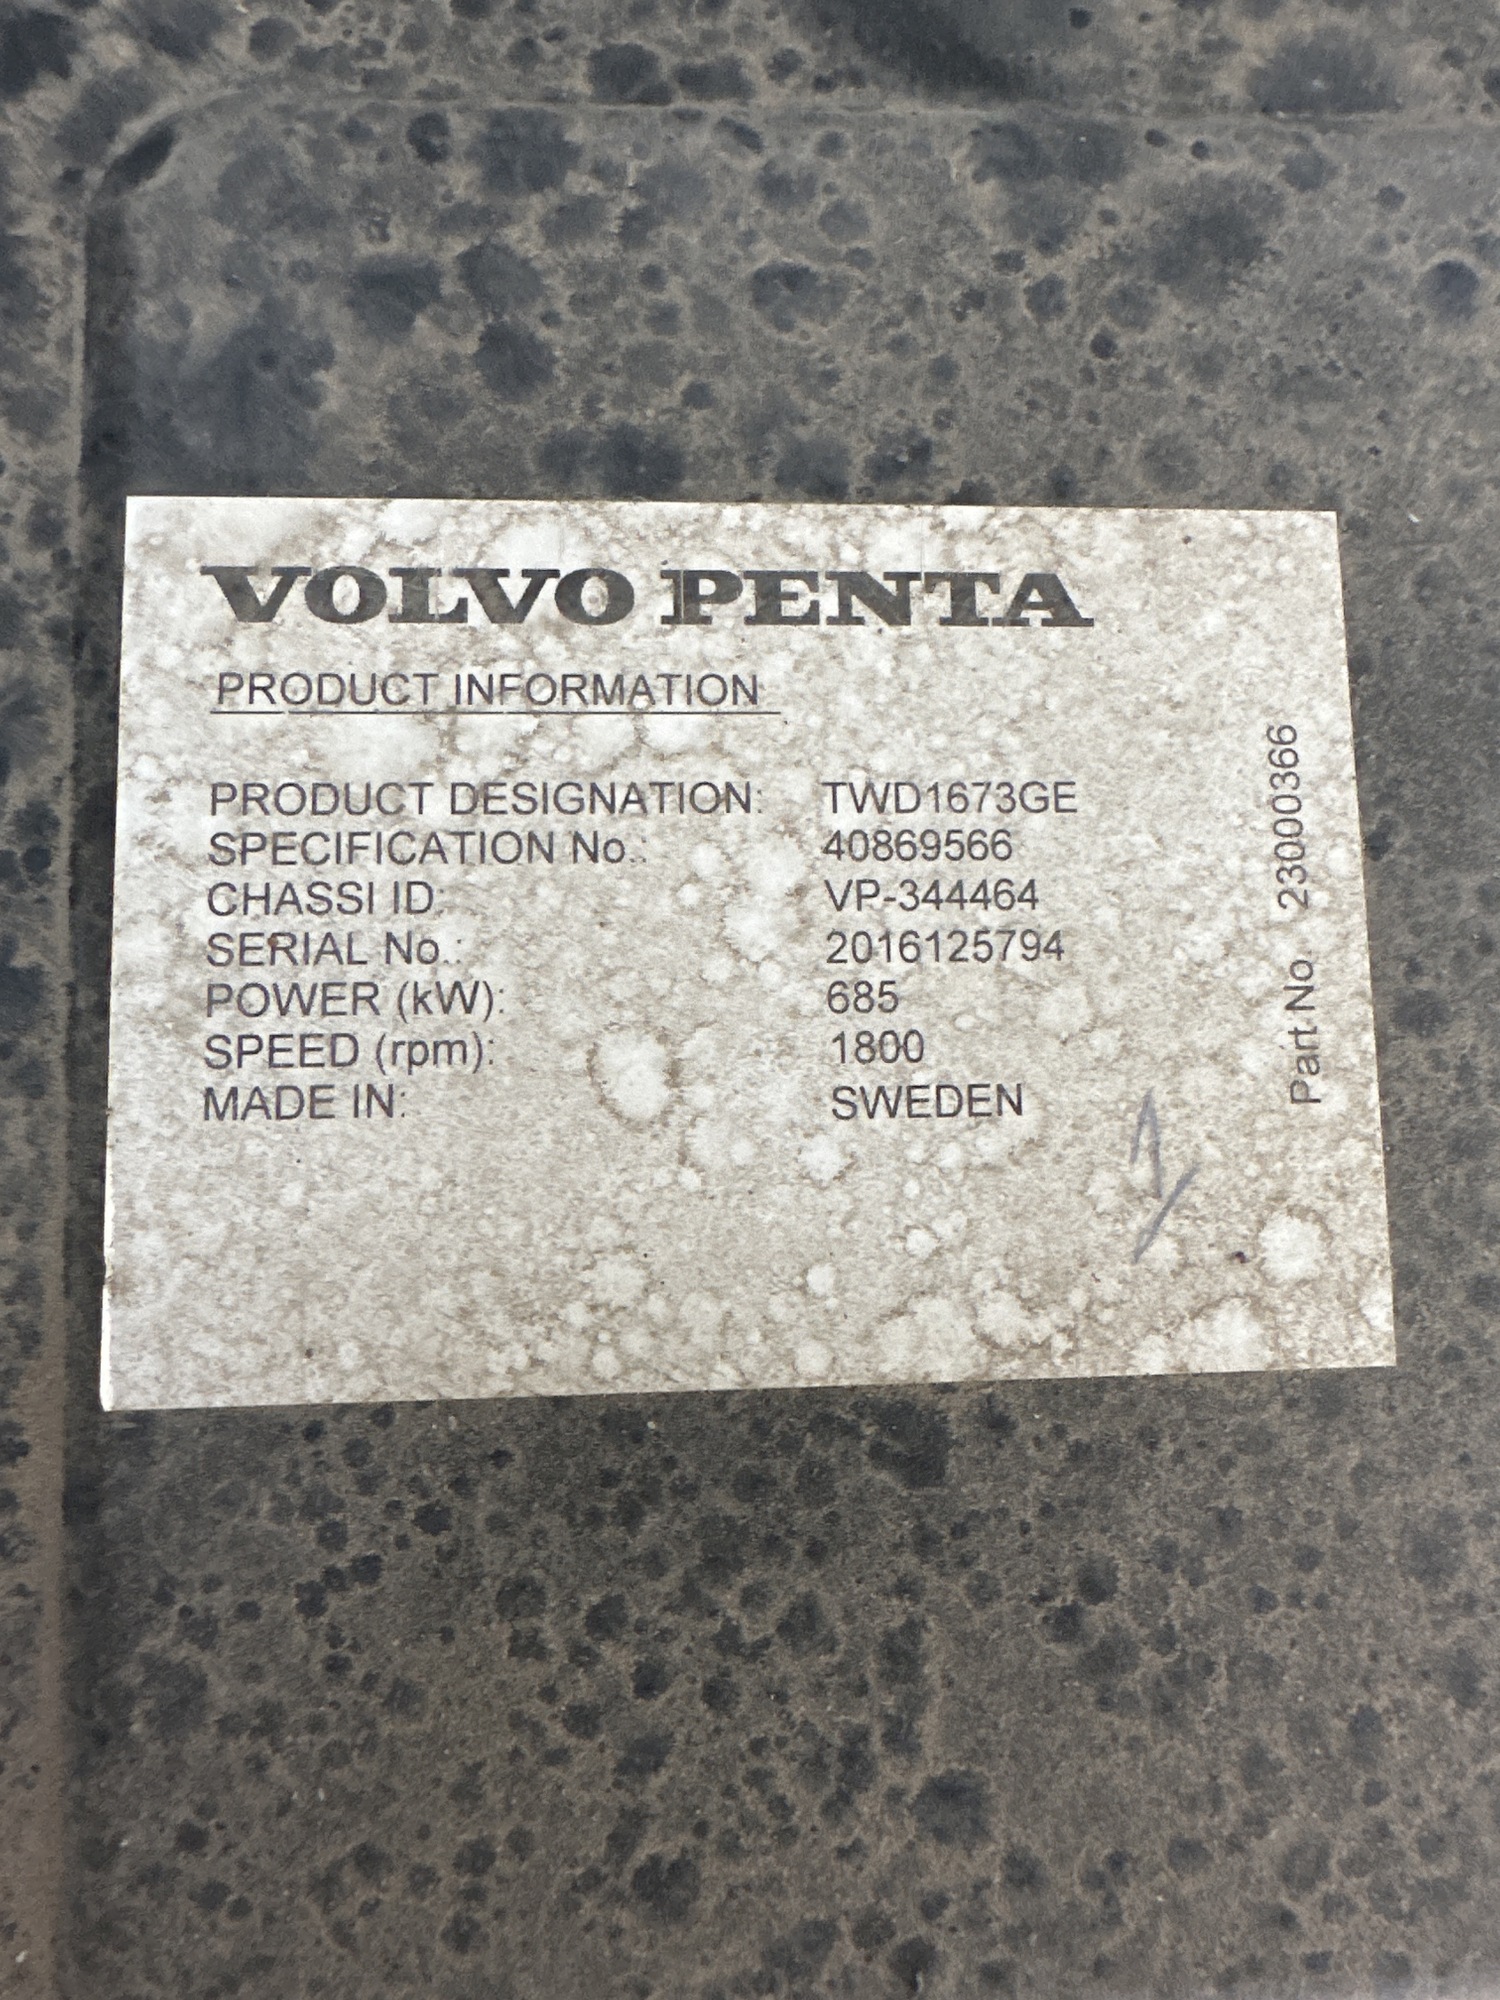 VOLVO PENTA
PRODUCT INFORMATION
PRODUCT DESIGNATION: TWD1673GE
SPECIFICATION No.: 40869566
CHASSI ID: VP-344464
SERIAL No.: 2016125794
POWER (kW): 685
SPEED (rpm): 1800
MADE IN: SWEDEN
Part No 23000366